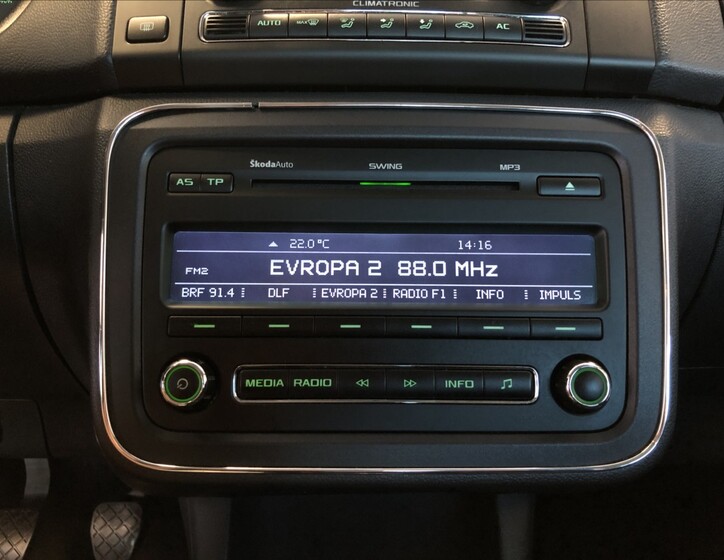 CLIMATRONIC
AUTO MAX AC
ŠkodaAuto SWING MP3
AS TP
22.0°C 14:16
FM2 EVROPA 2 88.0 MHz
BRF 91.4 DLF EVROPA 2 RADIO F1 INFO IMPULS
MEDIA RADIO INFO